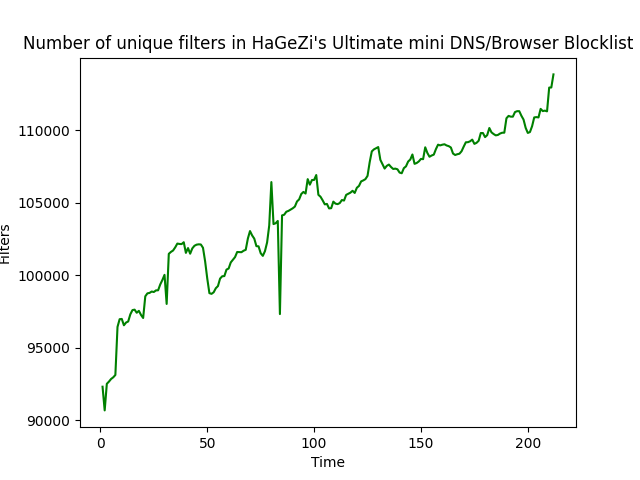 Number of unique filters in HaGeZi's Ultimate mini DNS/Browser Blocklist
110000
105000
100000
95000
90000
Filters
0 50 100 150 200
Time